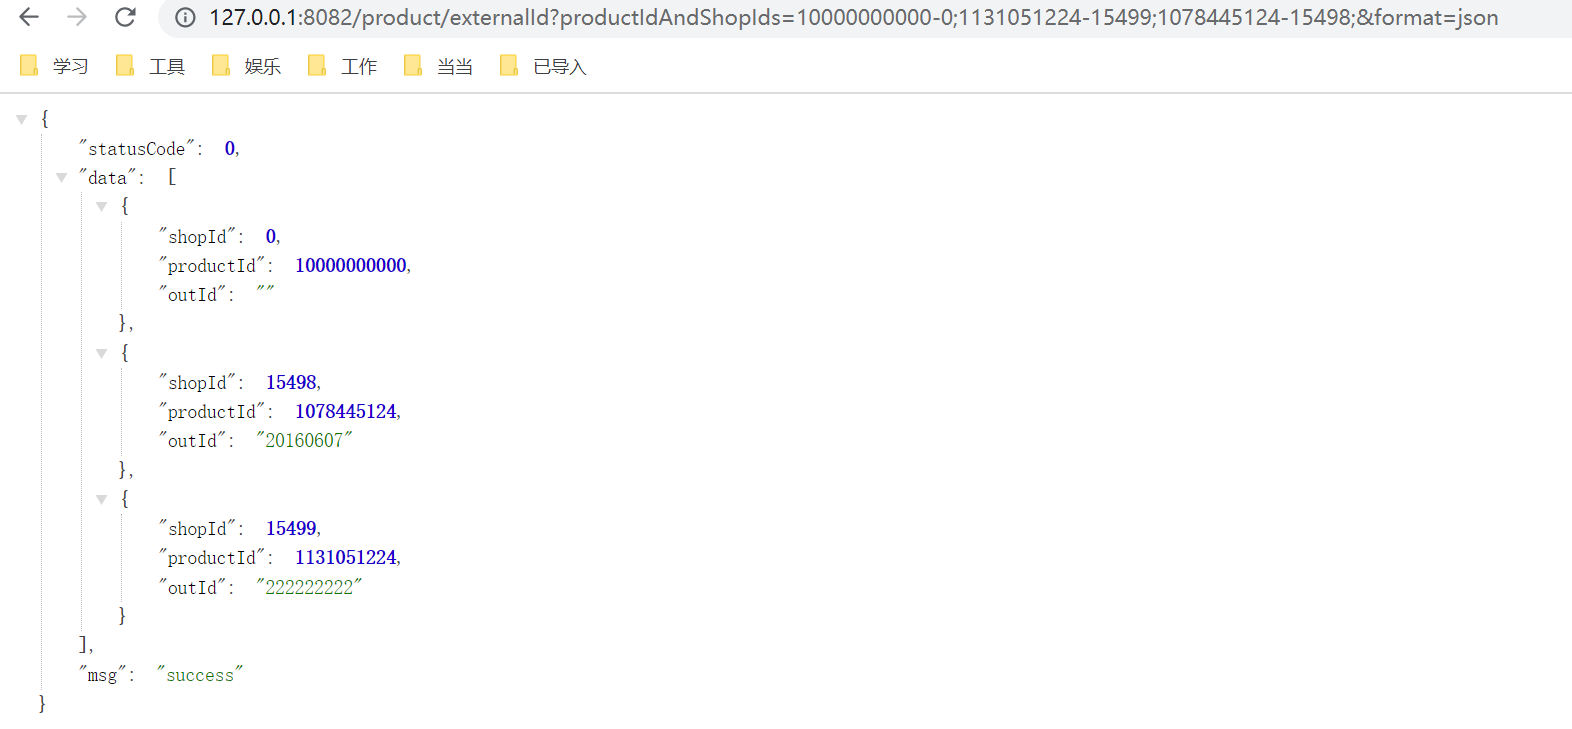 127.0.0.1:8082/product/externalId?productIdAndShopIds=10000000000-0;1131051224-15499;1078445124-15498;&format=json
学习 工具 娱乐 工作 当当 已导入
{
"statusCode": 0,
"data": [
{
"shopId": 0,
"productId": 10000000000,
"outId": ""
},
{
"shopId": 15498,
"productId": 1078445124,
"outId": "20160607"
},
{
"shopId": 15499,
"productId": 1131051224,
"outId": "222222222"
}
],
"msg": "success"
}